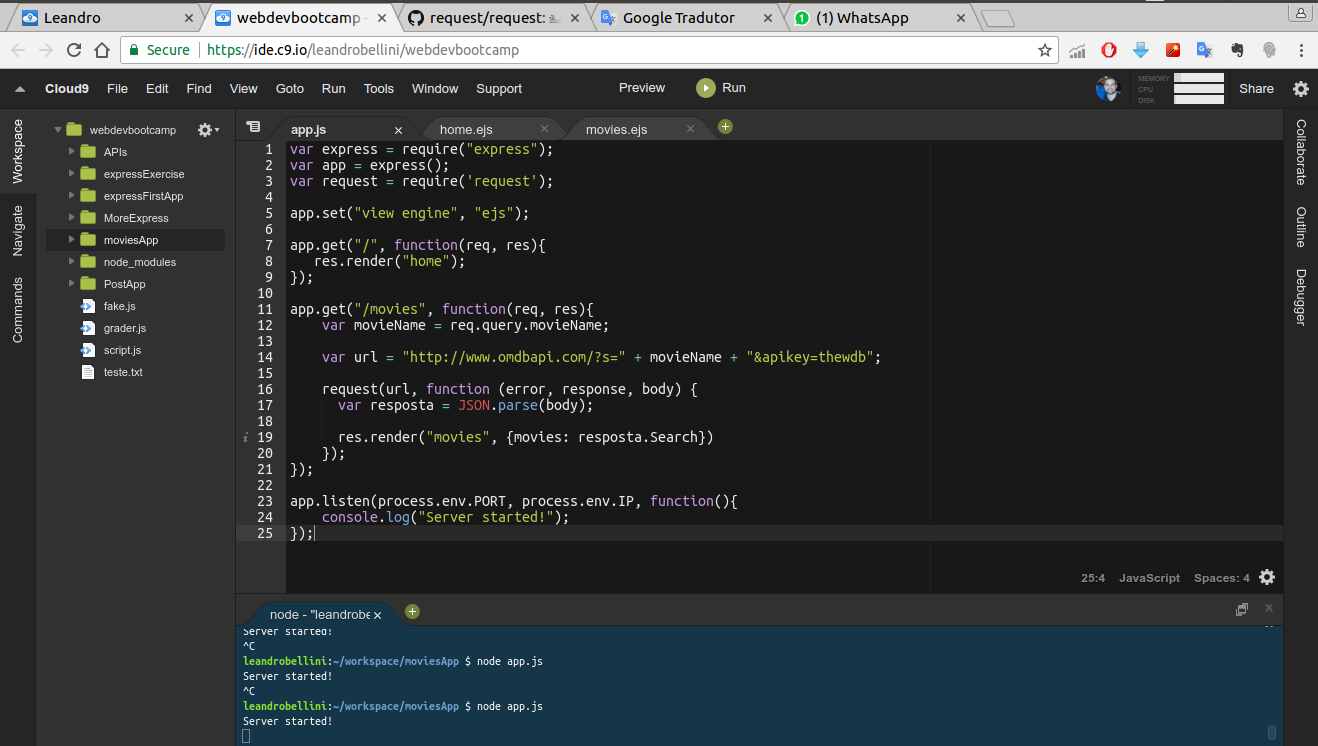 Leandro
webdevbootcamp -
request/request:
Google Tradutor
(1) WhatsApp
Secure
https://ide.c9.io/leandrobellini/webdevbootcamp
Cloud9 File Edit Find View Goto Run Tools Window Support Preview Run
MEMORY
CPU
DISK
Share
Workspace
Navigate
Commands
webdevbootcamp
APIs
expressExercise
expressFirstApp
MoreExpress
moviesApp
node_modules
PostApp
fake.js
grader.js
script.js
teste.txt
app.js home.ejs movies.ejs
1 var express = require("express");
2 var app = express();
3 var request = require('request');
4
5 app.set("view engine", "ejs");
6
7 app.get("/", function(req, res){
8    res.render("home");
9 });
10
11 app.get("/movies", function(req, res){
12     var movieName = req.query.movieName;
13
14     var url = "http://www.omdbapi.com/?s=" + movieName + "&apikey=thewdb";
15
16     request(url, function (error, response, body) {
17       var resposta = JSON.parse(body);
18
19       res.render("movies", {movies: resposta.Search})
20     });
21 });
22
23 app.listen(process.env.PORT, process.env.IP, function(){
24     console.log("Server started!");
25 });
25:4 JavaScript Spaces: 4
Collaborate
Outline
Debugger
node - "leandrobe
Server started!
^C
leandrobellini:~/workspace/moviesApp $ node app.js
Server started!
^C
leandrobellini:~/workspace/moviesApp $ node app.js
Server started!